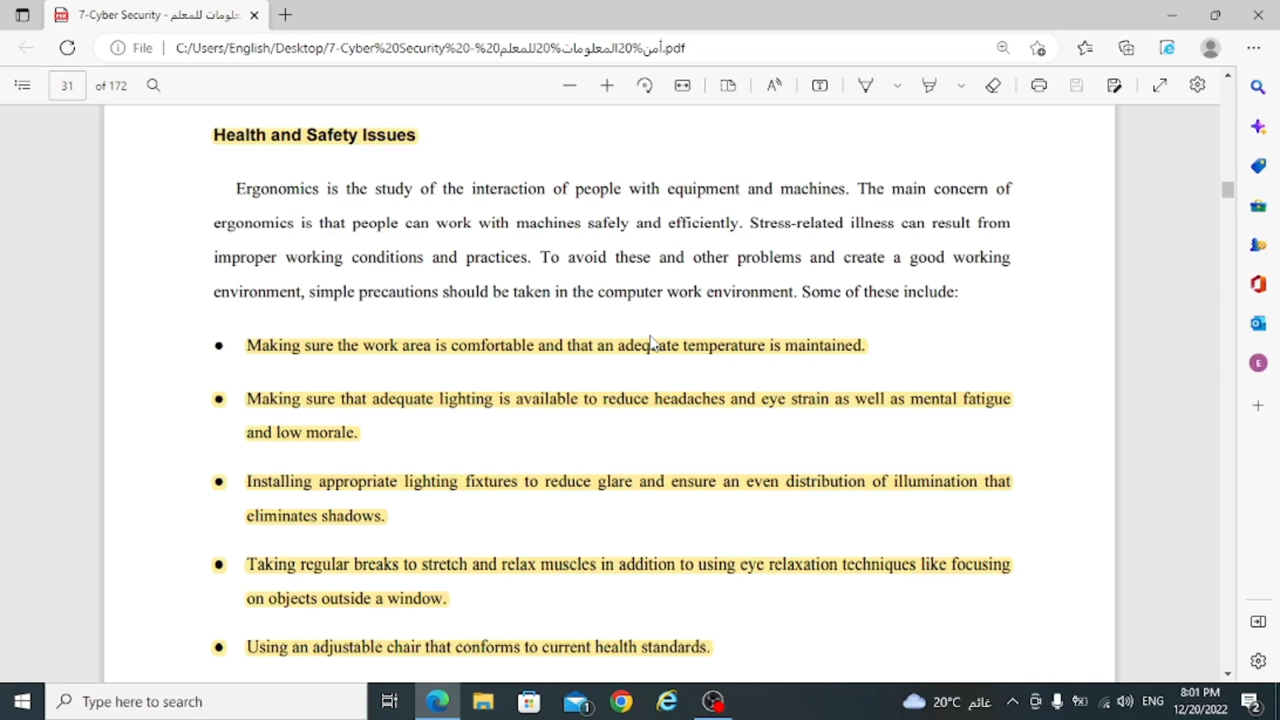 7-Cyber Security - علومات للمعلم
File
C:/Users/English/Desktop/7-Cyber%20Security%20-%20أمن%20المعلومات%20للمعلم.pdf
31 of 172
Health and Safety Issues
Ergonomics is the study of the interaction of people with equipment and machines. The main concern of
ergonomics is that people can work with machines safely and efficiently. Stress-related illness can result from
improper working conditions and practices. To avoid these and other problems and create a good working
environment, simple precautions should be taken in the computer work environment. Some of these include:
● Making sure the work area is comfortable and that an adequate temperature is maintained.
● Making sure that adequate lighting is available to reduce headaches and eye strain as well as mental fatigue
and low morale.
● Installing appropriate lighting fixtures to reduce glare and ensure an even distribution of illumination that
eliminates shadows.
● Taking regular breaks to stretch and relax muscles in addition to using eye relaxation techniques like focusing
on objects outside a window.
● Using an adjustable chair that conforms to current health standards.
E
Type here to search
1
20°C غائم
ENG
8:01 PM
12/20/2022
2